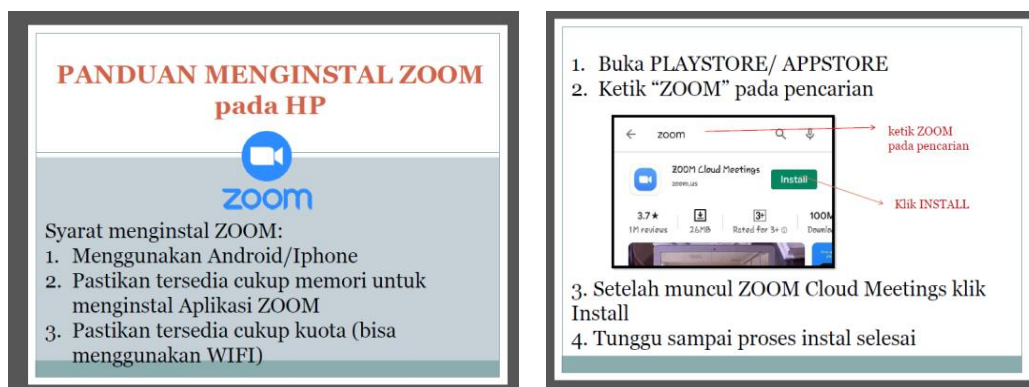 PANDUAN MENGINSTAL ZOOM
pada HP
zoom
Syarat menginstal ZOOM:
1. Menggunakan Android/Iphone
2. Pastikan tersedia cukup memori untuk
menginstal Aplikasi ZOOM
3. Pastikan tersedia cukup kuota (bisa
menggunakan WIFI)
1. Buka PLAYSTORE/ APPSTORE
2. Ketik “ZOOM” pada pencarian
zoom
ketik ZOOM
pada pencarian
ZOOM Cloud Meetings
zoom.us
Install
Klik INSTALL
3.7★
1M reviews
26MB
3+
Rated for 3+
100M
3. Setelah muncul ZOOM Cloud Meetings klik
Install
4. Tunggu sampai proses instal selesai